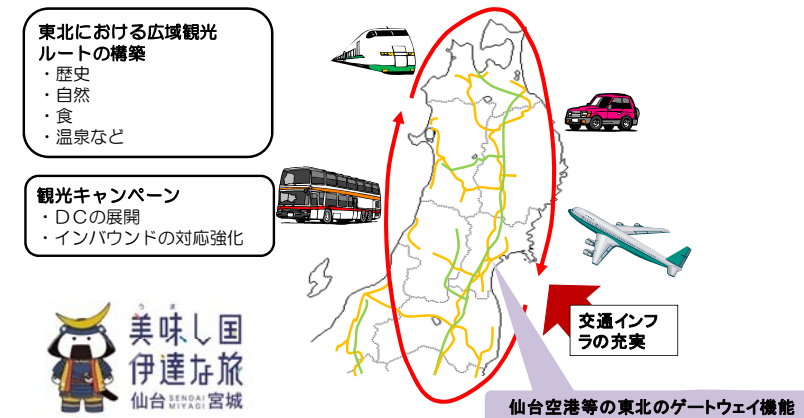 東北における広域観光
ルートの構築
・歴史
・自然
・食
・温泉など
観光キャンペーン
・ＤＣの展開
・インバウンドの対応強化
うま
美味し国
伊達な旅
仙台 SENDAI MIYAGI 宮城
交通インフ
ラの充実
仙台空港等の東北のゲートウェイ機能